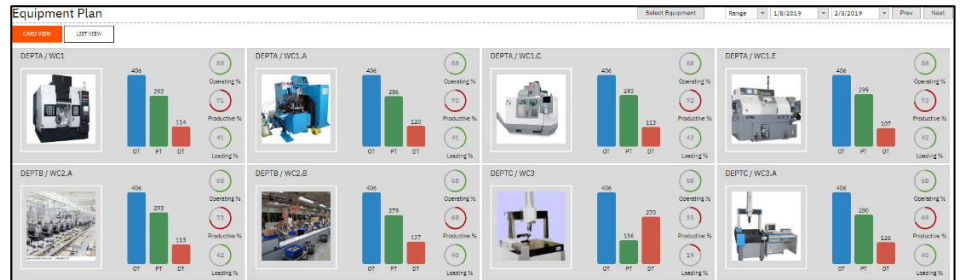 Equipment Plan
Select Equipment Range 1/8/2019 2/5/2019 Prev Next
CARD VIEW LIST VIEW
DEPTA / WC1
406 292 114
OT PT DT
88
Operating %
71
Productive %
41
Loading %
DEPTA / WC1.A
406 286 120
OT PT DT
88
Operating %
70
Productive %
41
Loading %
DEPTA / WC1.C
406 293 113
OT PT DT
88
Operating %
72
Productive %
42
Loading %
DEPTA / WC1.E
406 299 107
OT PT DT
88
Operating %
73
Productive %
42
Loading %
DEPTB / WC2.A
406 293 113
OT PT DT
Operating %
72
Productive %
42
Loading %
DEPTB / WC2.B
406 279 127
OT PT DT
Operating %
68
Productive %
40
Loading %
DEPTC / WC3
406 136 270
OT PT DT
Operating %
33
Productive %
19
Loading %
DEPTC / WC3.A
406 280 126
OT PT DT
Operating %
69
Productive %
40
Loading %